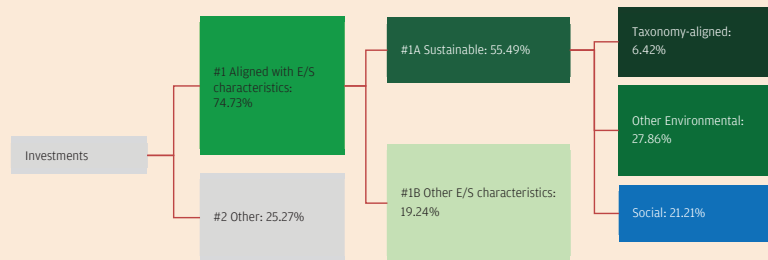 Investments
#1 Aligned with E/S
characteristics:
74.73%
#2 Other: 25.27%
#1A Sustainable: 55.49%
#1B Other E/S characteristics:
19.24%
Taxonomy-aligned:
6.42%
Other Environmental:
27.86%
Social: 21.21%